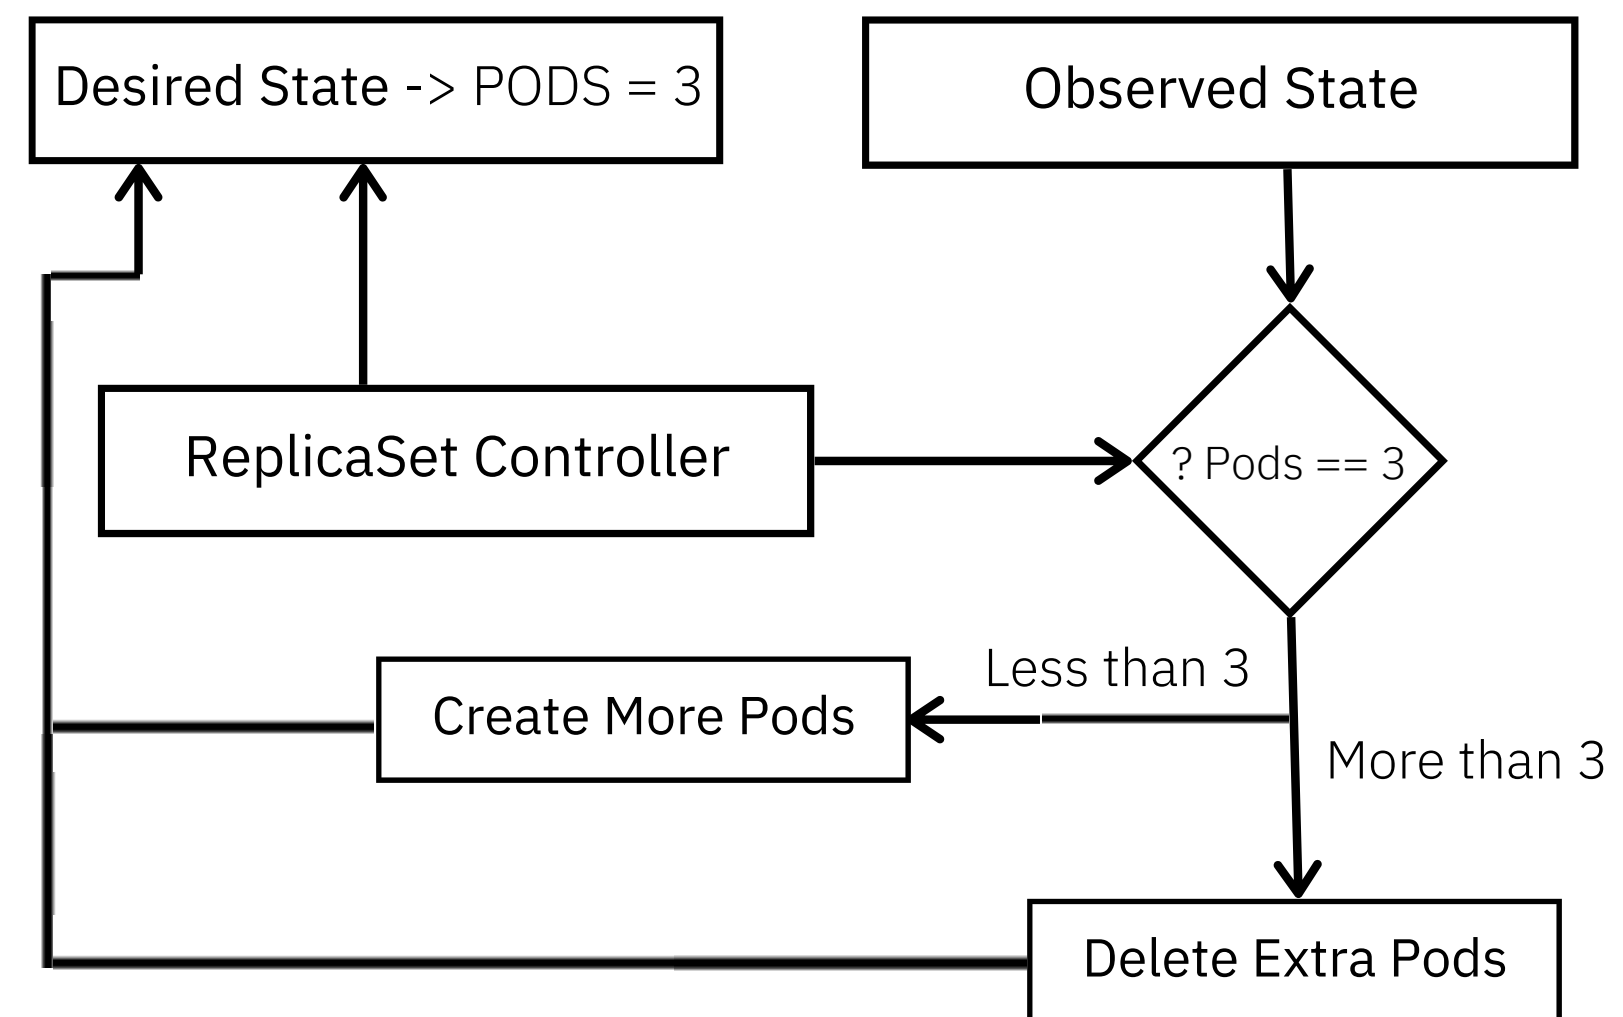 Desired State -> PODS = 3
Observed State
ReplicaSet Controller
? Pods == 3
Less than 3
Create More Pods
More than 3
Delete Extra Pods